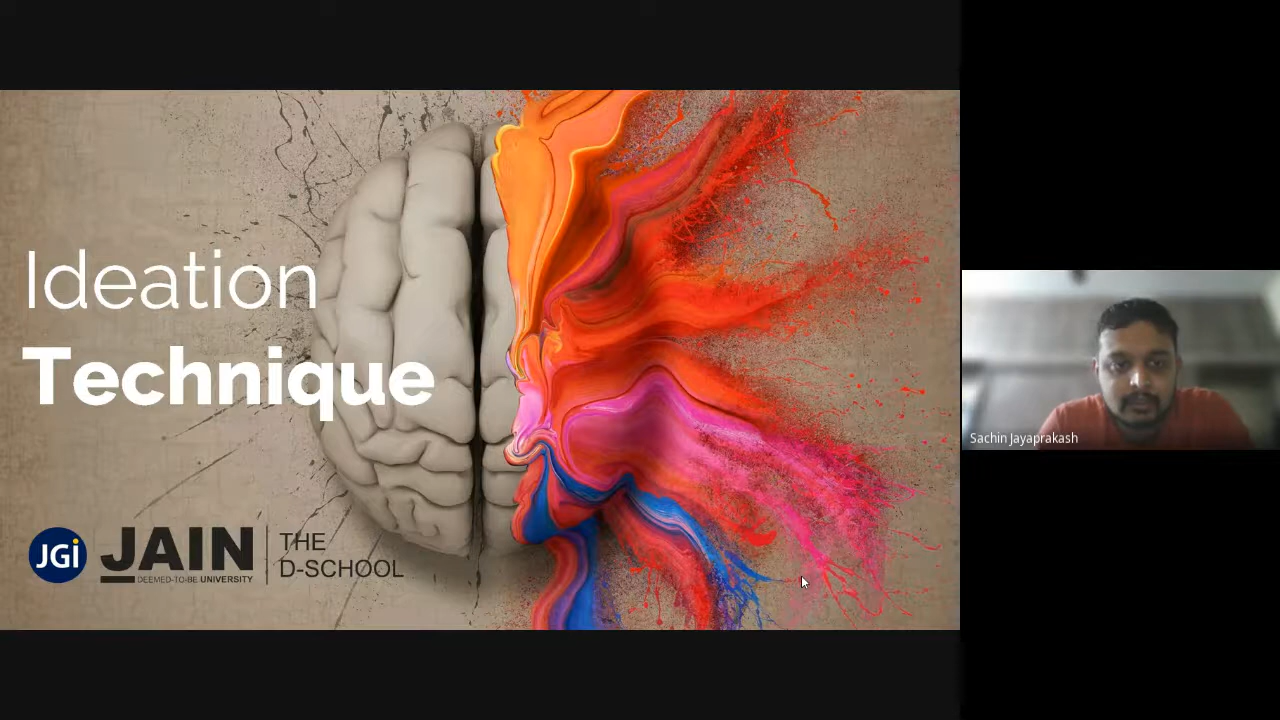 Ideation
Technique
JGi JAIN
DEEMED-TO-BE UNIVERSITY
THE
D-SCHOOL
Sachin Jayaprakash